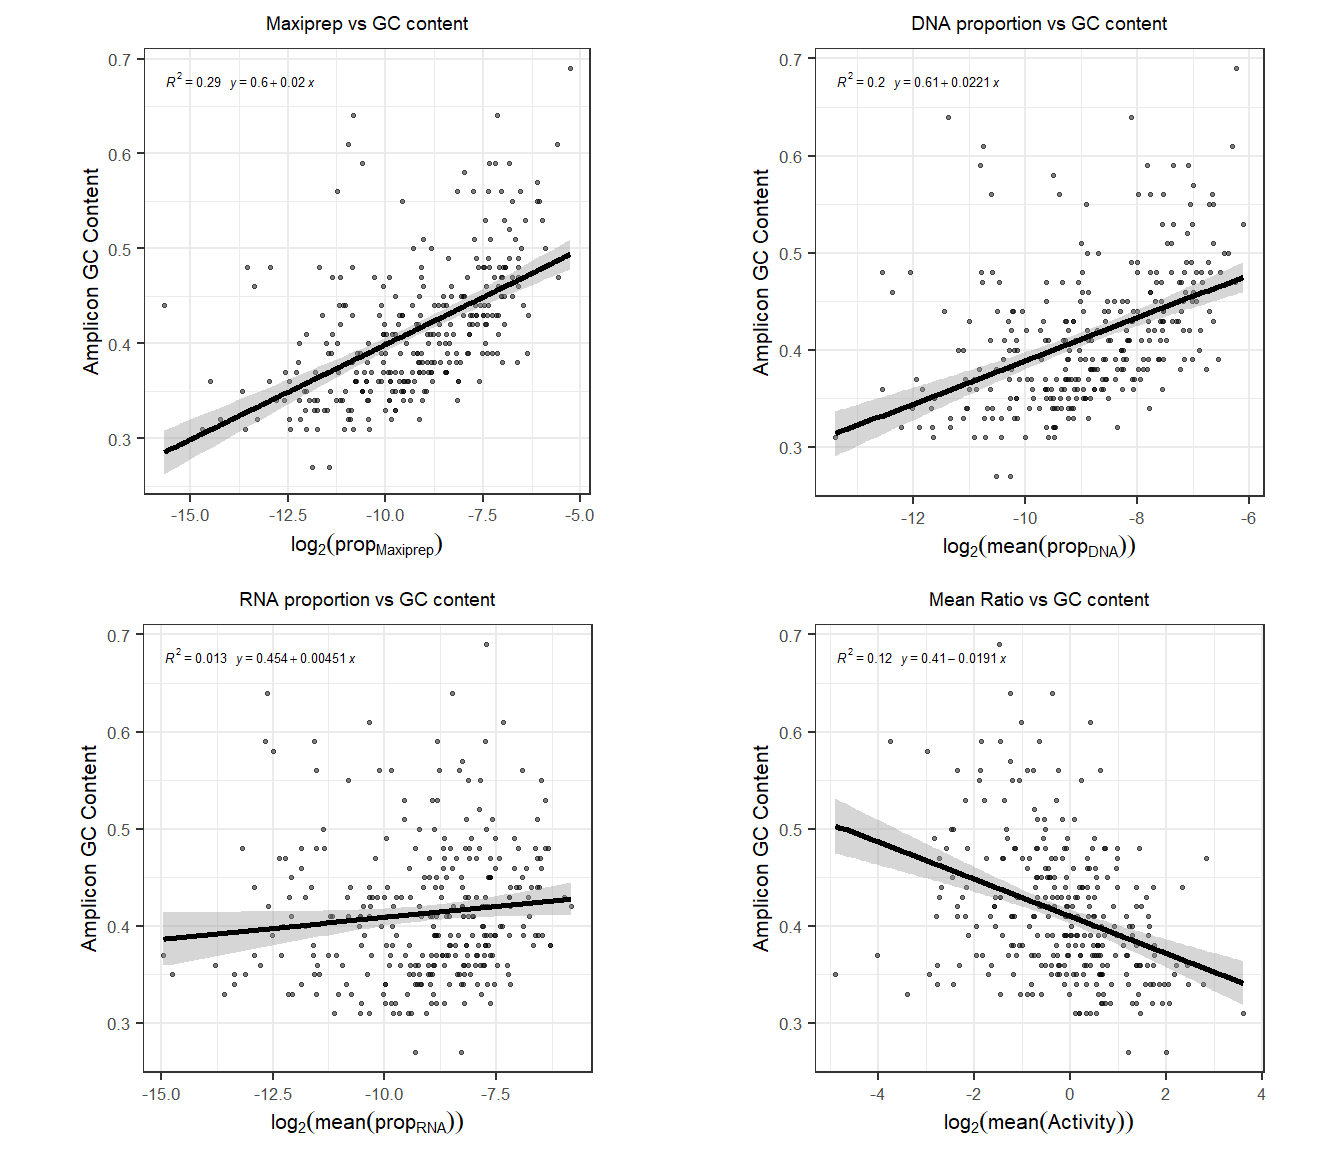 Maxiprep vs GC content
0.7
0.6
0.5
0.4
0.3
Amplicon GC Content
R² = 0.29 y = 0.6 + 0.02 x
-15.0 -12.5 -10.0 -7.5 -5.0
log₂(prop_Maxiprep)
DNA proportion vs GC content
0.7
0.6
0.5
0.4
0.3
Amplicon GC Content
R² = 0.2 y = 0.61 + 0.0221 x
-12 -10 -8 -6
log₂(mean(prop_DNA))
RNA proportion vs GC content
0.7
0.6
0.5
0.4
0.3
Amplicon GC Content
R² = 0.013 y = 0.454 + 0.00451 x
-15.0 -12.5 -10.0 -7.5
log₂(mean(prop_RNA))
Mean Ratio vs GC content
0.7
0.6
0.5
0.4
0.3
Amplicon GC Content
R² = 0.12 y = 0.41 − 0.0191 x
-4 -2 0 2 4
log₂(mean(Activity))